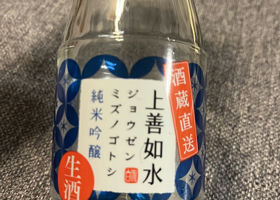 酒蔵直送
上善如水
ジョウゼン
ミズノゴトシ
純米吟醸
生酒